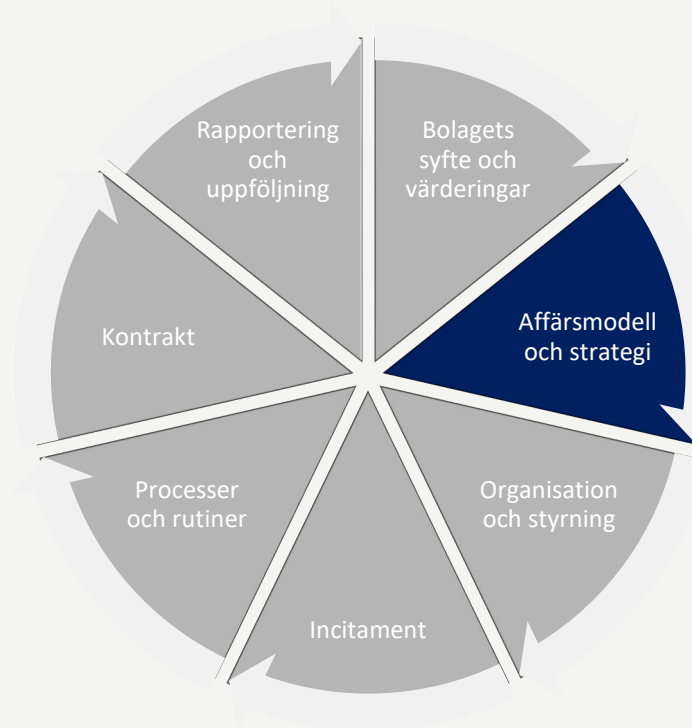 Bolagets
syfte och
värderingar
Affärsmodell
och strategi
Organisation
och styrning
Incitament
Processer
och rutiner
Kontrakt
Rapportering
och
uppföljning